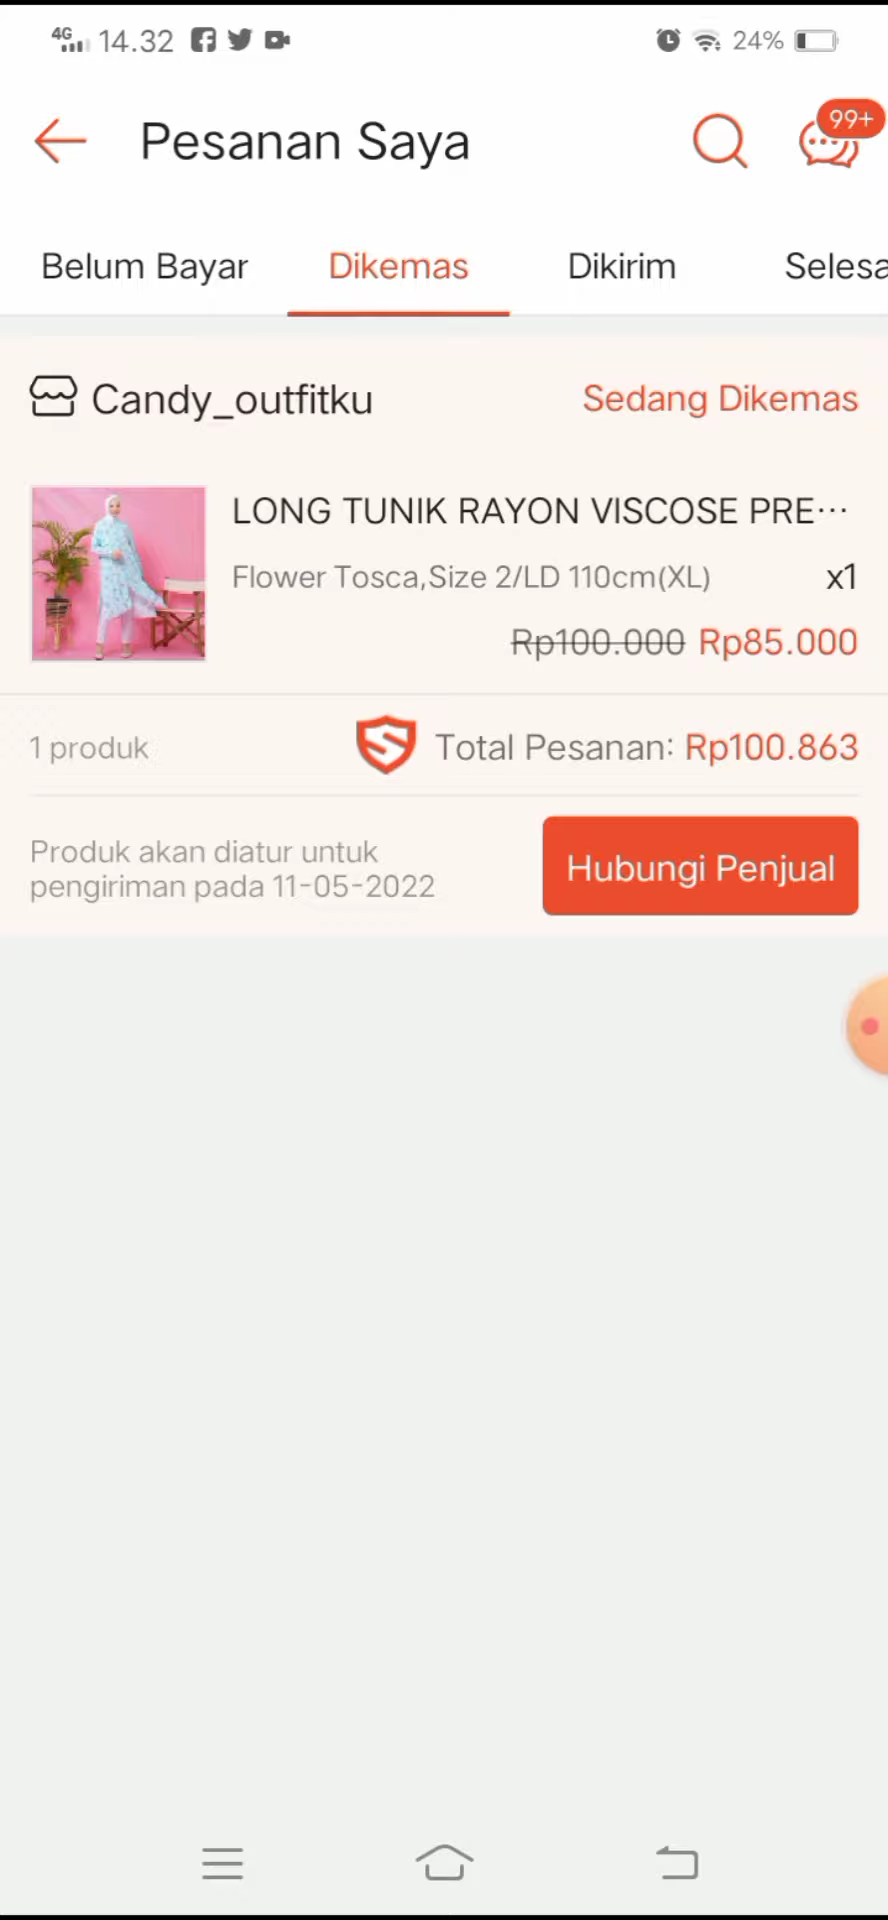 4G 14.32 24%
Pesanan Saya 99+
Belum Bayar Dikemas Dikirim Selesa
Candy_outfitku Sedang Dikemas
LONG TUNIK RAYON VISCOSE PRE...
Flower Tosca,Size 2/LD 110cm(XL) x1
Rp100.000 Rp85.000
1 produk Total Pesanan: Rp100.863
Produk akan diatur untuk
pengiriman pada 11-05-2022
Hubungi Penjual